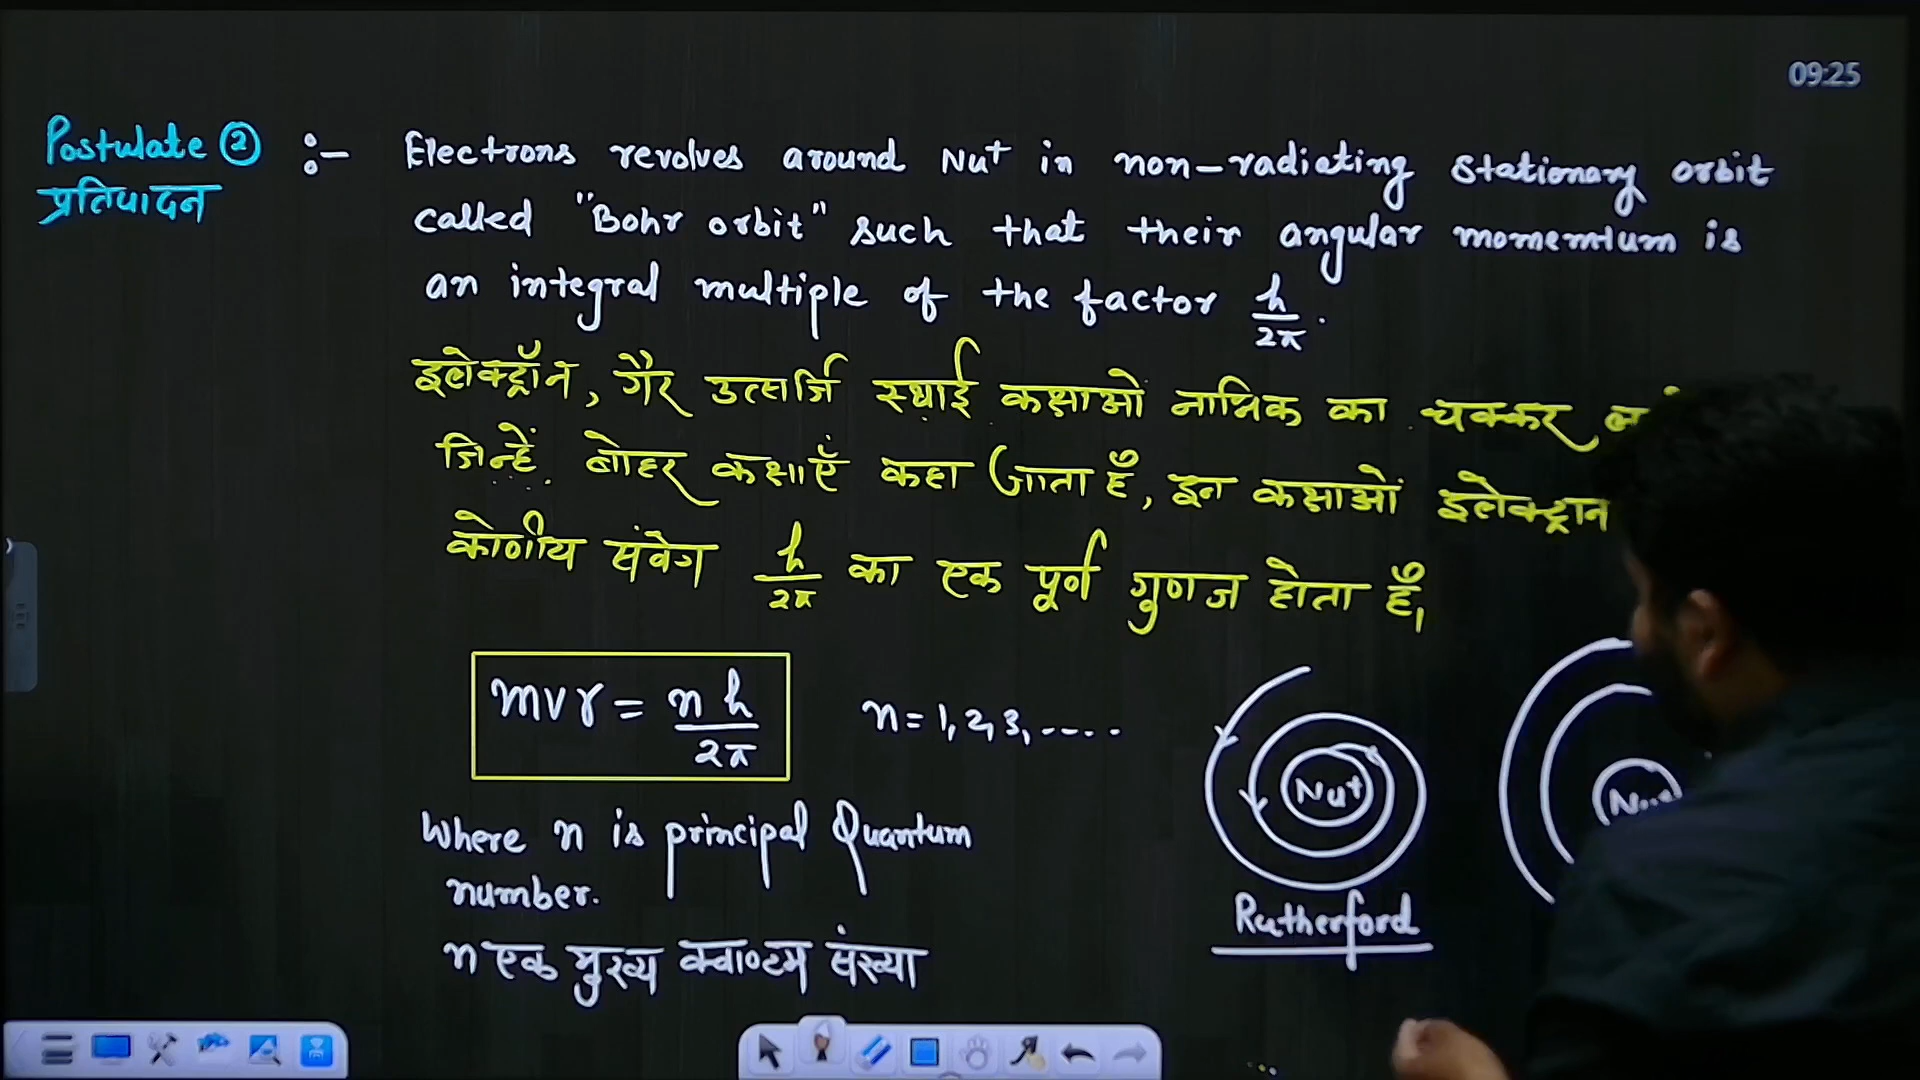 09:25
Postulate ② :- Electrons revolves around Nu⁺ in non-radiating stationary orbit
प्रतिपादन
called "Bohr orbit" such that their angular momentum is
an integral multiple of the factor h/2π.
इलेक्ट्रॉन, गैर उत्सर्जि स्थाई कक्षाओ नाभिक का चक्कर
जिन्हें बोहर कक्षाएँ कहा जाता हैं, इन कक्षाओं इलेक्ट्रान
कोणीय संवेग h/2π का एक पूर्ण गुणज होता हैं।
mvr = nh/2π n = 1, 2, 3, ....
Nu⁺ Nu⁺
Where n is principal Quantum
number.
Rutherford
n एक मुख्य क्वाण्टम संख्या